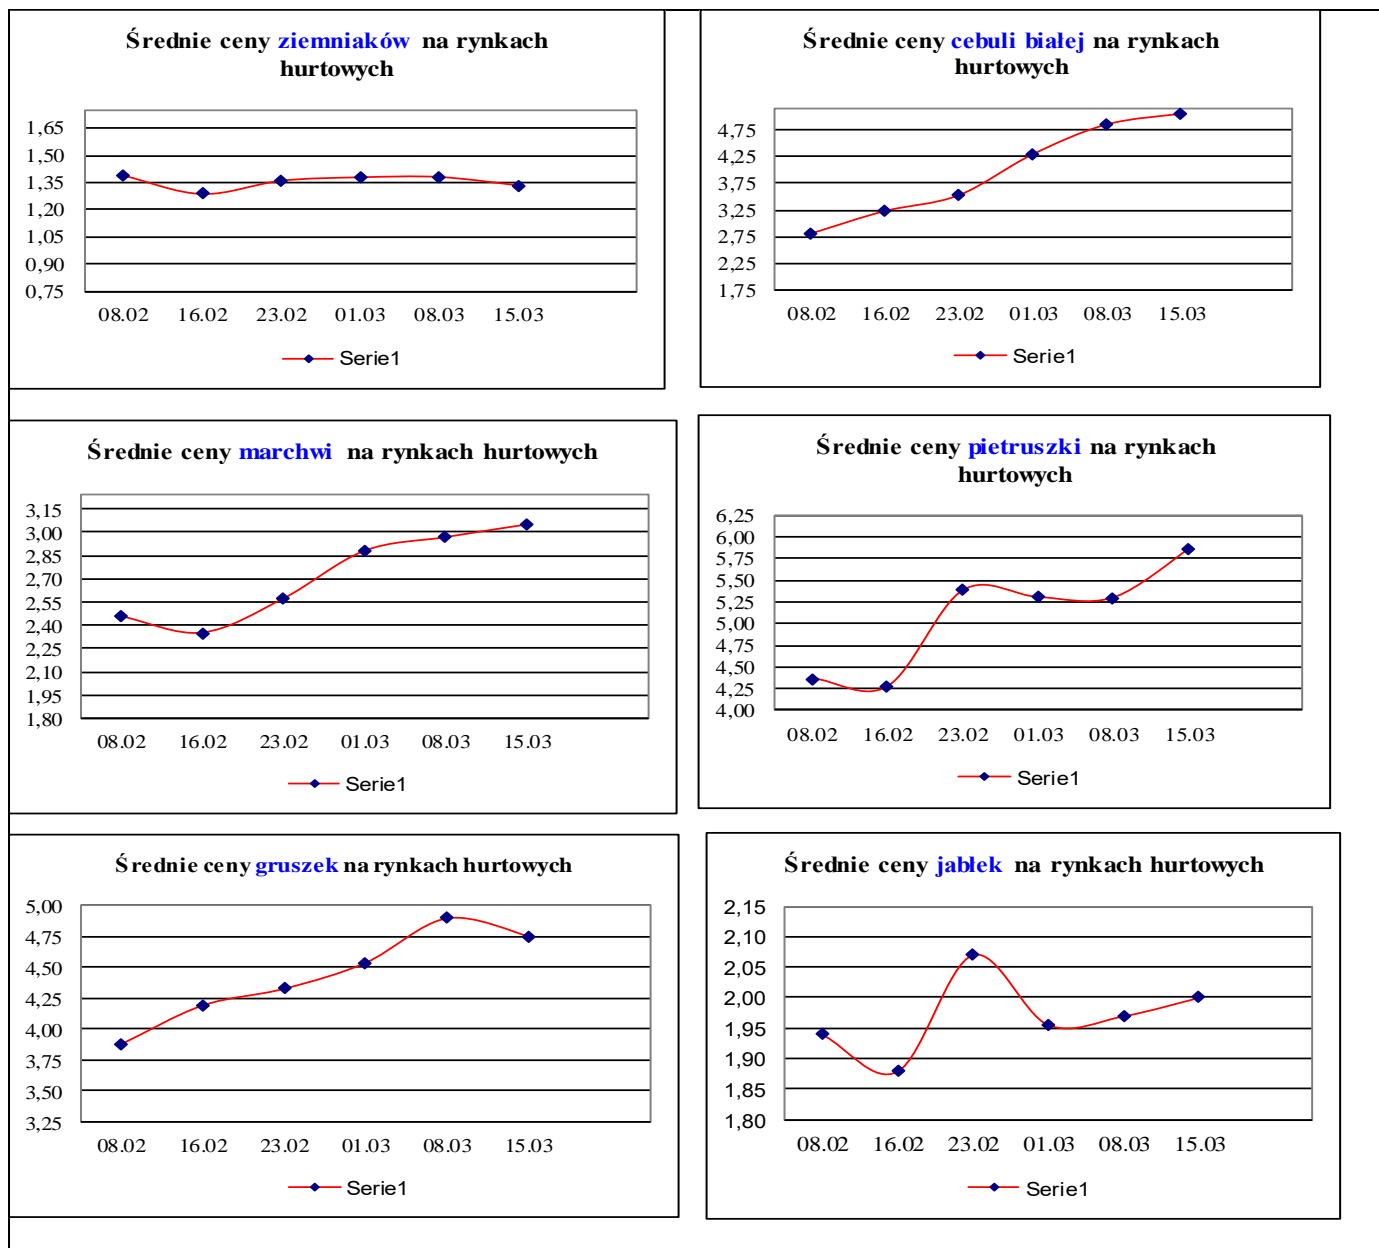 Średnie ceny ziemniaków na rynkach
hurtowych
1,65
1,50
1,35
1,20
1,05
0,90
0,75
08.02 16.02 23.02 01.03 08.03 15.03
Serie1
Średnie ceny cebuli białej na rynkach
hurtowych
4,75
4,25
3,75
3,25
2,75
2,25
1,75
08.02 16.02 23.02 01.03 08.03 15.03
Serie1
Średnie ceny marchwi na rynkach hurtowych
3,15
3,00
2,85
2,70
2,55
2,40
2,25
2,10
1,95
1,80
08.02 16.02 23.02 01.03 08.03 15.03
Serie1
Średnie ceny pietruszki na rynkach
hurtowych
6,25
6,00
5,75
5,50
5,25
5,00
4,75
4,50
4,25
4,00
08.02 16.02 23.02 01.03 08.03 15.03
Serie1
Średnie ceny gruszek na rynkach hurtowych
5,00
4,75
4,50
4,25
4,00
3,75
3,50
3,25
08.02 16.02 23.02 01.03 08.03 15.03
Serie1
Średnie ceny jabłek na rynkach hurtowych
2,15
2,10
2,05
2,00
1,95
1,90
1,85
1,80
08.02 16.02 23.02 01.03 08.03 15.03
Serie1